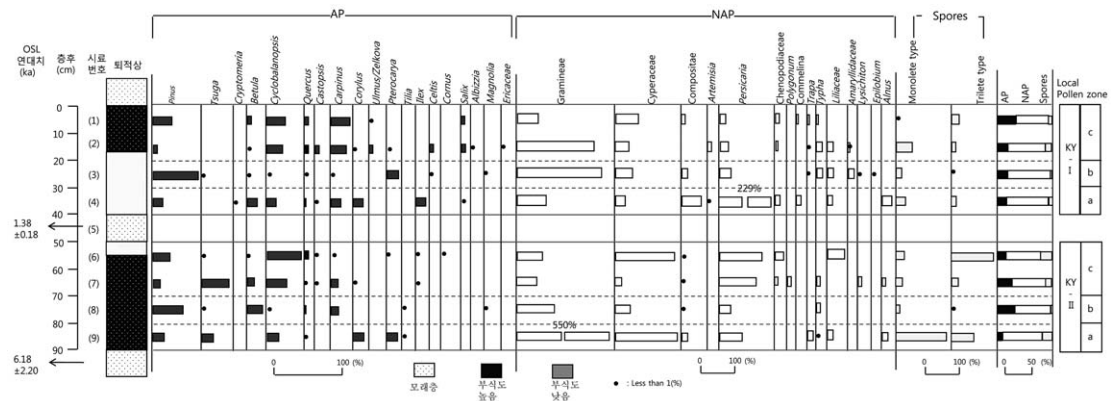 AP
NAP
Spores
OSL
연대치
(ka)
층후
(cm)
시료
번호
퇴적상
Pinus
Tsuga
Cryptomeria
Betula
Cyclobalanopsis
Quercus
Castopsis
Carpinus
Corylus
Ulmus/Zelkova
Pterocarya
Tilia
Ilex
Celtis
Cornus
Salix
Albizzia
Magnolia
Ericaceae
Gramineae
Cyperaceae
Compositae
Artemisia
Persicaria
Chenopodiaceae
Polygonum
Commelina
Trapa
Typha
Liliaceae
Amaryllidaceae
Lysichiton
Epilobium
Alnus
Monolete type
Trilete type
AP
NAP
Spores
Local
Pollen zone
0
10
20
30
40
50
60
70
80
90
(1)
(2)
(3)
(4)
(5)
(6)
(7)
(8)
(9)
1.38
±0.18
6.18
±2.20
229%
550%
KY
-
I
c
b
a
KY
-
II
c
b
a
0 100 (%)
0 100 (%)
0 50 (%)
모래층
부식도
높음
부식도
낮음
: Less than 1(%)